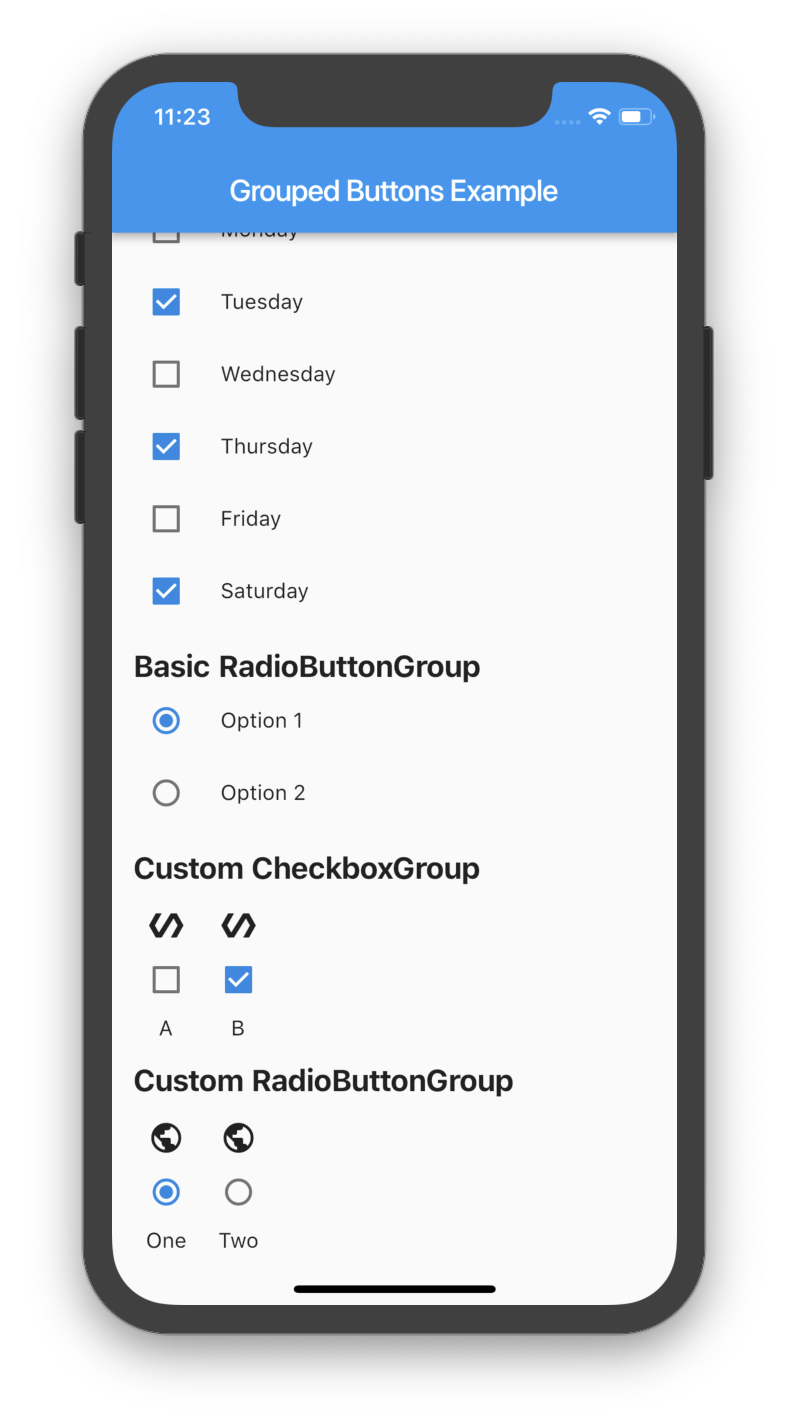 11:23
Grouped Buttons Example
Monday
Tuesday
Wednesday
Thursday
Friday
Saturday
Basic RadioButtonGroup
Option 1
Option 2
Custom CheckboxGroup
A B
Custom RadioButtonGroup
One Two